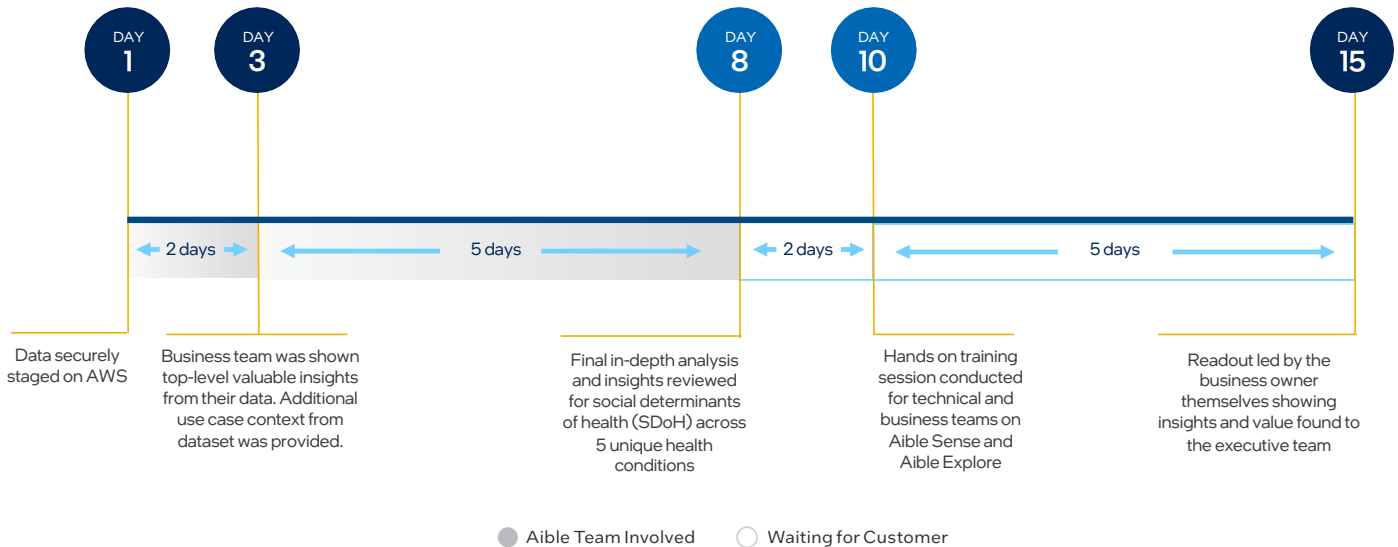 DAY
1
DAY
3
DAY
8
DAY
10
DAY
15
2 days
5 days
2 days
5 days
Data securely
staged on AWS
Business team was shown
top-level valuable insights
from their data. Additional
use case context from
dataset was provided.
Final in-depth analysis
and insights reviewed
for social determinants
of health (SDoH) across
5 unique health
conditions
Hands on training
session conducted
for technical and
business teams on
Aible Sense and
Aible Explore
Readout led by the
business owner
themselves showing
insights and value found to
the executive team
Aible Team Involved
Waiting for Customer